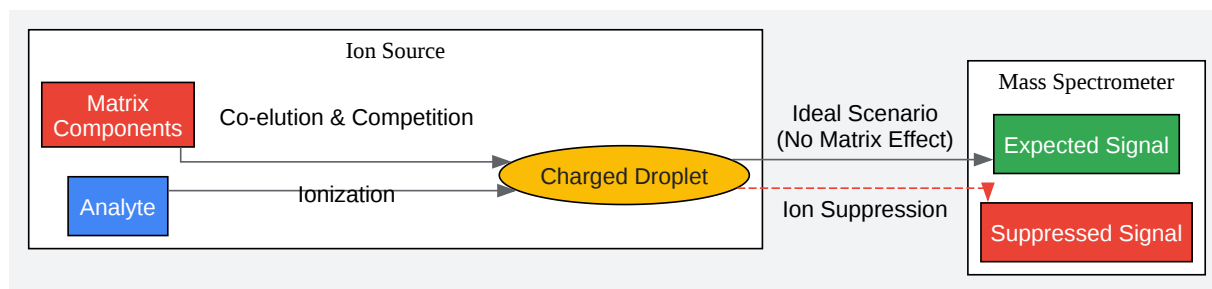 Ion Source
Matrix
Components
Co-elution & Competition
Analyte
Ionization
Charged Droplet
Ideal Scenario
(No Matrix Effect)
Ion Suppression
Mass Spectrometer
Expected Signal
Suppressed Signal